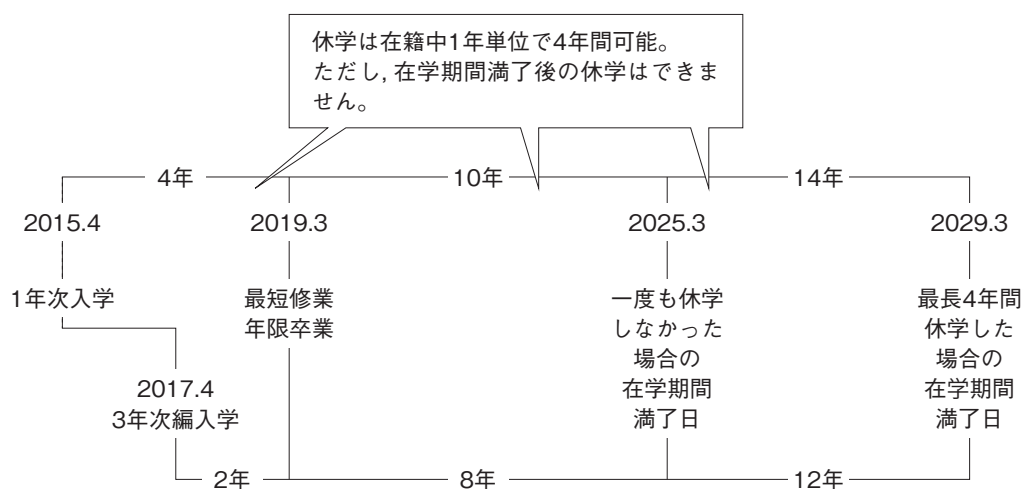 休学は在籍中1年単位で4年間可能。
ただし,在学期間満了後の休学はできま
せん。
4年
10年
14年
2015.4
2019.3
2025.3
2029.3
1年次入学
最短修業
年限卒業
一度も休学
しなかった
場合の
在学期間
満了日
最長4年間
休学した
場合の
在学期間
満了日
2017.4
3年次編入学
2年
8年
12年